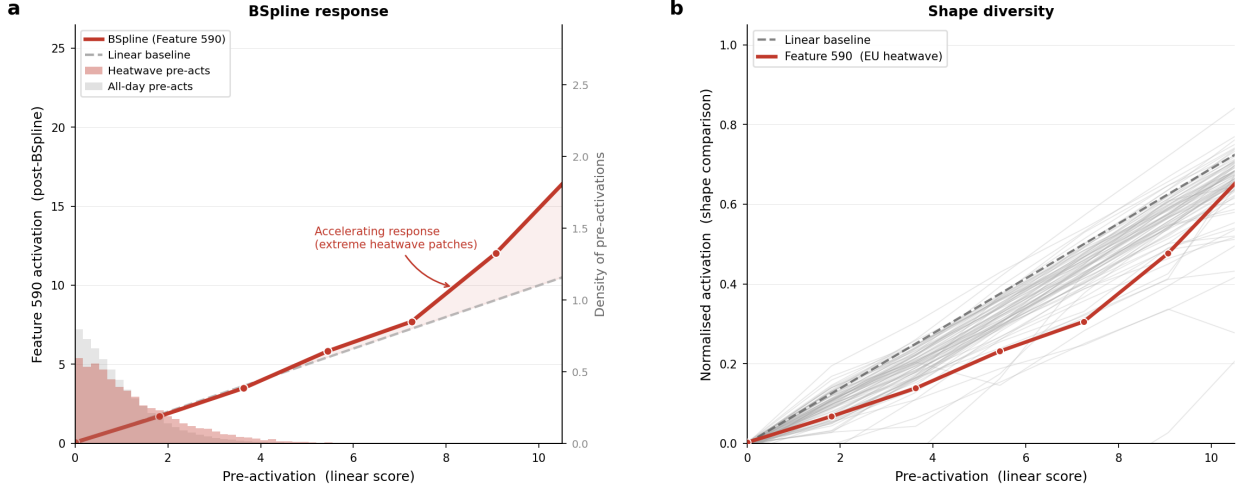 a
BSpline response
BSpline (Feature 590)
Linear baseline
Heatwave pre-acts
All-day pre-acts
Accelerating response
(extreme heatwave patches)
Feature 590 activation (post-BSpline)
0
5
10
15
20
25
0
2
4
6
8
10
Pre-activation (linear score)
0.0
0.5
1.0
1.5
2.0
2.5
Density of pre-activations
b
Shape diversity
Linear baseline
Feature 590 (EU heatwave)
Normalised activation (shape comparison)
0.0
0.2
0.4
0.6
0.8
1.0
0
2
4
6
8
10
Pre-activation (linear score)